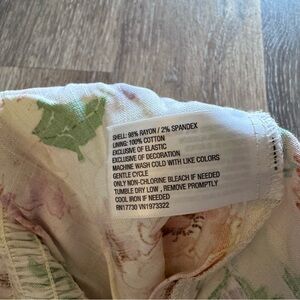 SHELL: 98% RAYON / 2% SPANDEX
LINING: 100% COTTON
EXCLUSIVE OF ELASTIC
EXCLUSIVE OF DECORATION
MACHINE WASH COLD WITH LIKE COLORS
GENTLE CYCLE
ONLY NON-CHLORINE BLEACH IF NEEDED
TUMBLE DRY LOW , REMOVE PROMPTLY
COOL IRON IF NEEDED
RN17730 VN1973322